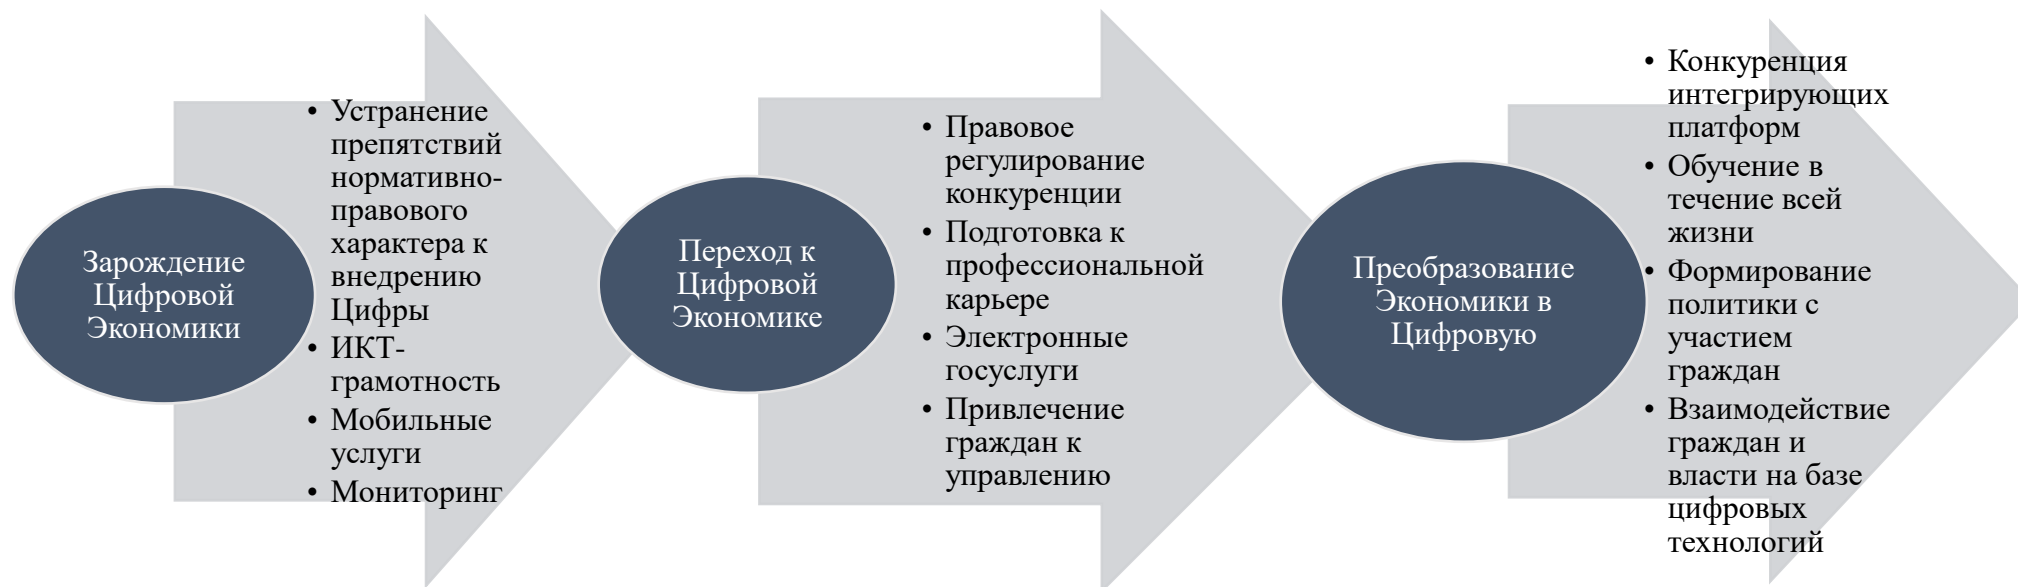 Зарождение
Цифровой
Экономики
• Устранение
препятствий
нормативно-
правового
характера к
внедрению
Цифры
• ИКТ-
грамотность
• Мобильные
услуги
• Мониторинг
Переход к
Цифровой
Экономике
• Правовое
регулирование
конкуренции
• Подготовка к
профессиональной
карьере
• Электронные
госуслуги
• Привлечение
граждан к
управлению
Преобразование
Экономики в
Цифровую
• Конкуренция
интегрирующих
платформ
• Обучение в
течение всей
жизни
• Формирование
политики с
участием
граждан
• Взаимодействие
граждан и
власти на базе
цифровых
технологий